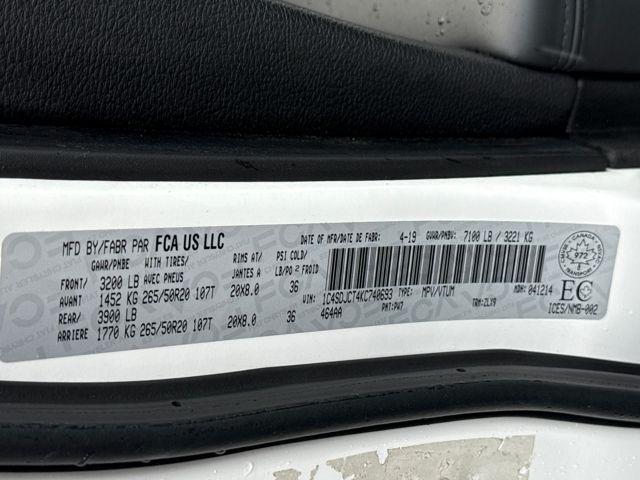 MFD BY/FABR PAR FCA US LLC
DATE OF MFR/DATE DE FABR: 4-19 GVWR/PNBV: 7100 LB / 3221 KG
GAWR/PNBE WITH TIRES/ RIMS AT/ PSI COLD/
AVEC PNEUS JANTES A LB/PO² FROID
FRONT/ 3200 LB
AVANT 1452 KG 265/50R20 107T 20X8.0 36
REAR/ 3900 LB
ARRIERE 1770 KG 265/50R20 107T 20X8.0 36
VIN: 1C4SDJCT4KC740693 TYPE: MPV/VTUM MDH: 041214
464AA PNT: PW7 TRM: ZLX9
CANADA
972
TRANSPORT
EC
ICES/NMB-002